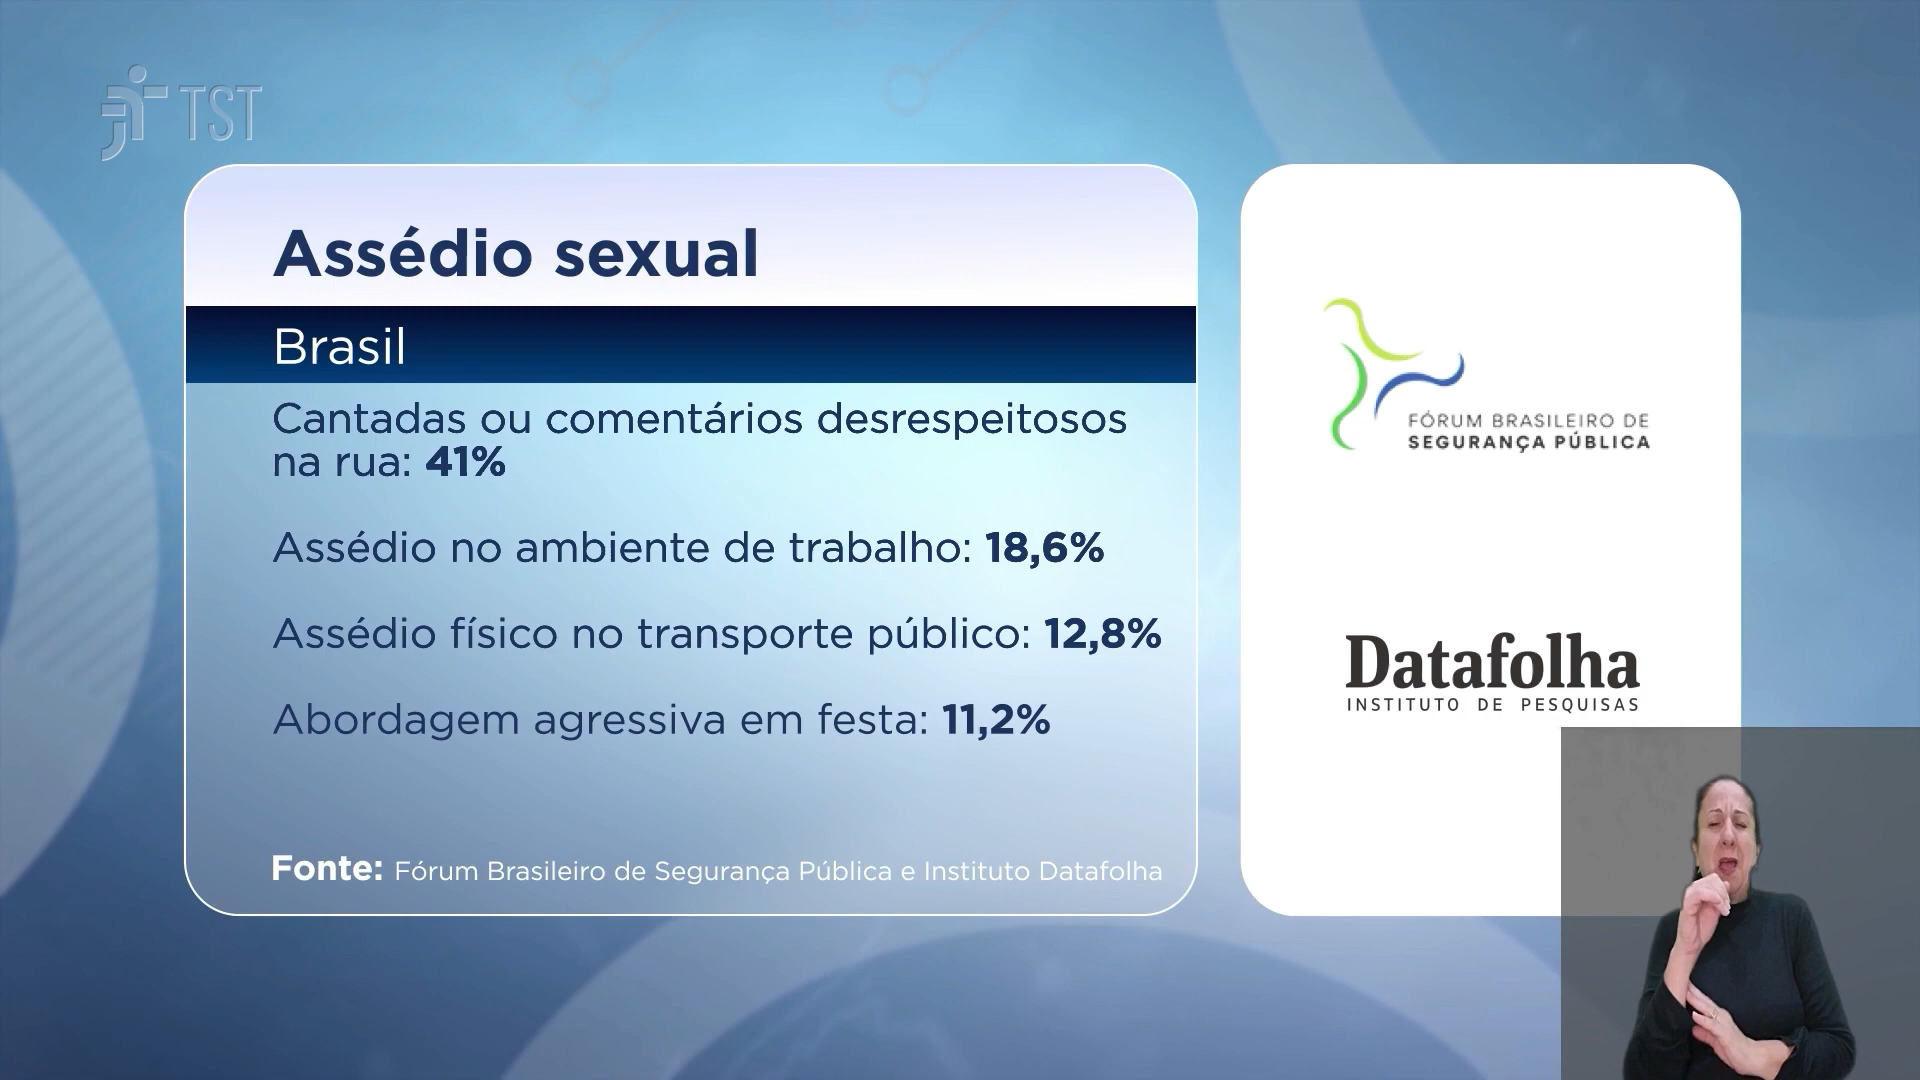 TST
Assédio sexual
Brasil
Cantadas ou comentários desrespeitosos
na rua: 41%
Assédio no ambiente de trabalho: 18,6%
Assédio físico no transporte público: 12,8%
Abordagem agressiva em festa: 11,2%
Fonte: Fórum Brasileiro de Segurança Pública e Instituto Datafolha
FÓRUM BRASILEIRO DE
SEGURANÇA PÚBLICA
Datafolha
INSTITUTO DE PESQUISAS